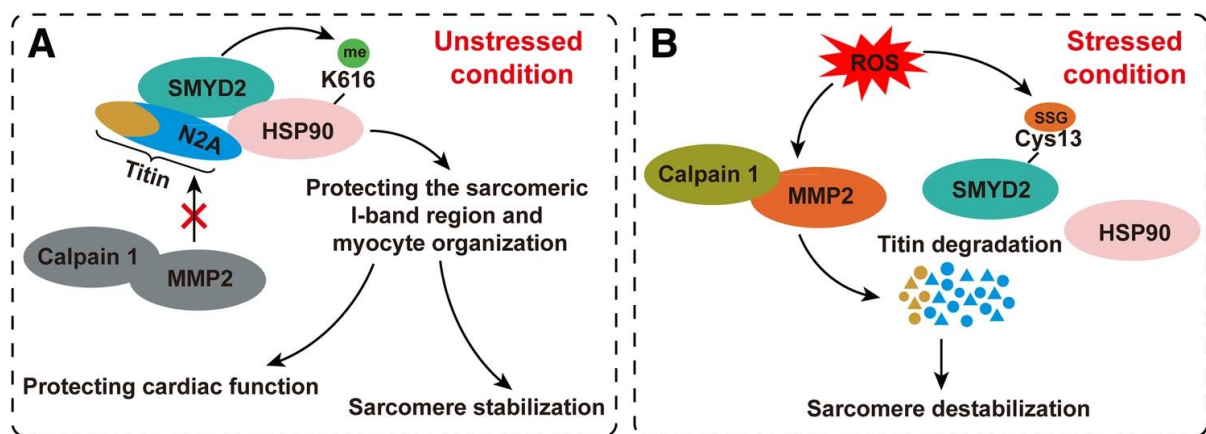 A
Unstressed
condition
me
K616
SMYD2
N2A
HSP90
Titin
Protecting the sarcomeric
I-band region and
myocyte organization
Calpain 1
MMP2
Protecting cardiac function
Sarcomere stabilization
B
Stressed
condition
ROS
SSG
Cys13
Calpain 1
MMP2
SMYD2
HSP90
Titin degradation
Sarcomere destabilization